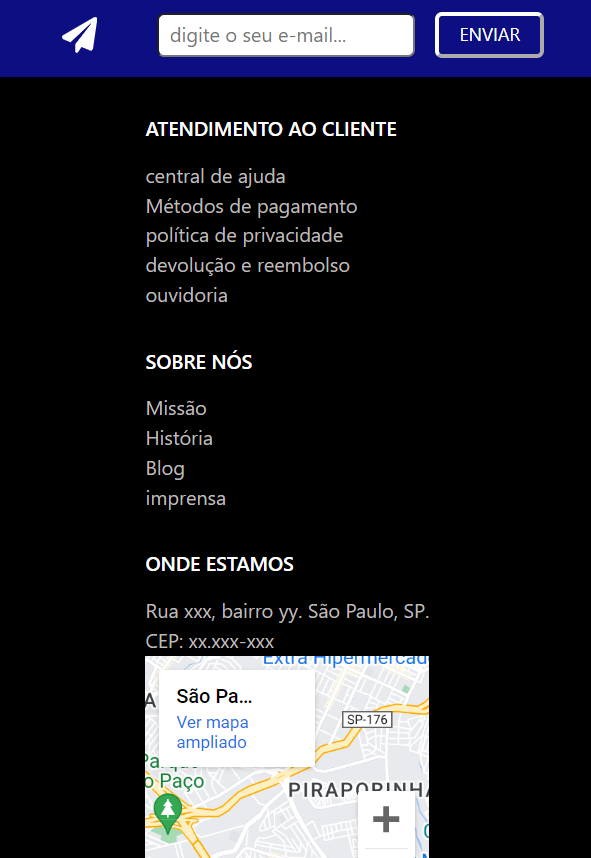 digite o seu e-mail...
ENVIAR
ATENDIMENTO AO CLIENTE
central de ajuda
Métodos de pagamento
política de privacidade
devolução e reembolso
ouvidoria
SOBRE NÓS
Missão
História
Blog
imprensa
ONDE ESTAMOS
Rua xxx, bairro yy. São Paulo, SP.
CEP: xx.xxx-xxx
Extra Hipermercado
São Pa...
Ver mapa
ampliado
SP-176
o Paço
PIRAPORINHA